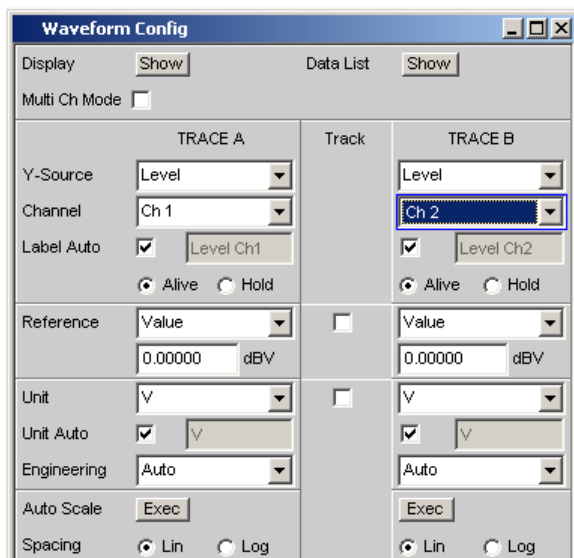 Waveform Config
Display Show Data List Show
Multi Ch Mode
TRACE A Track TRACE B
Y-Source Level Level
Channel Ch 1 Ch 2
Label Auto Level Ch1 Level Ch2
Alive Hold Alive Hold
Reference Value Value
0.00000 dBV 0.00000 dBV
Unit V V
Unit Auto V V
Engineering Auto Auto
Auto Scale Exec Exec
Spacing Lin Log Lin Log